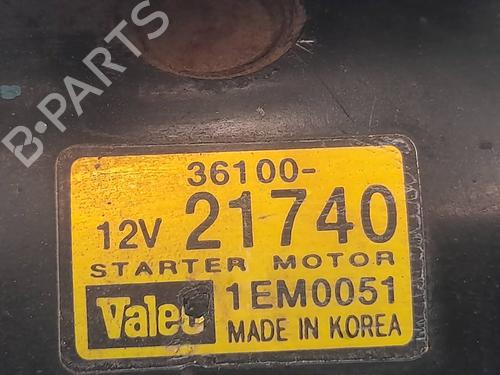 B-PARTS
36100-
12V 21740
STARTER MOTOR
Valeo 1EM0051
MADE IN KOREA